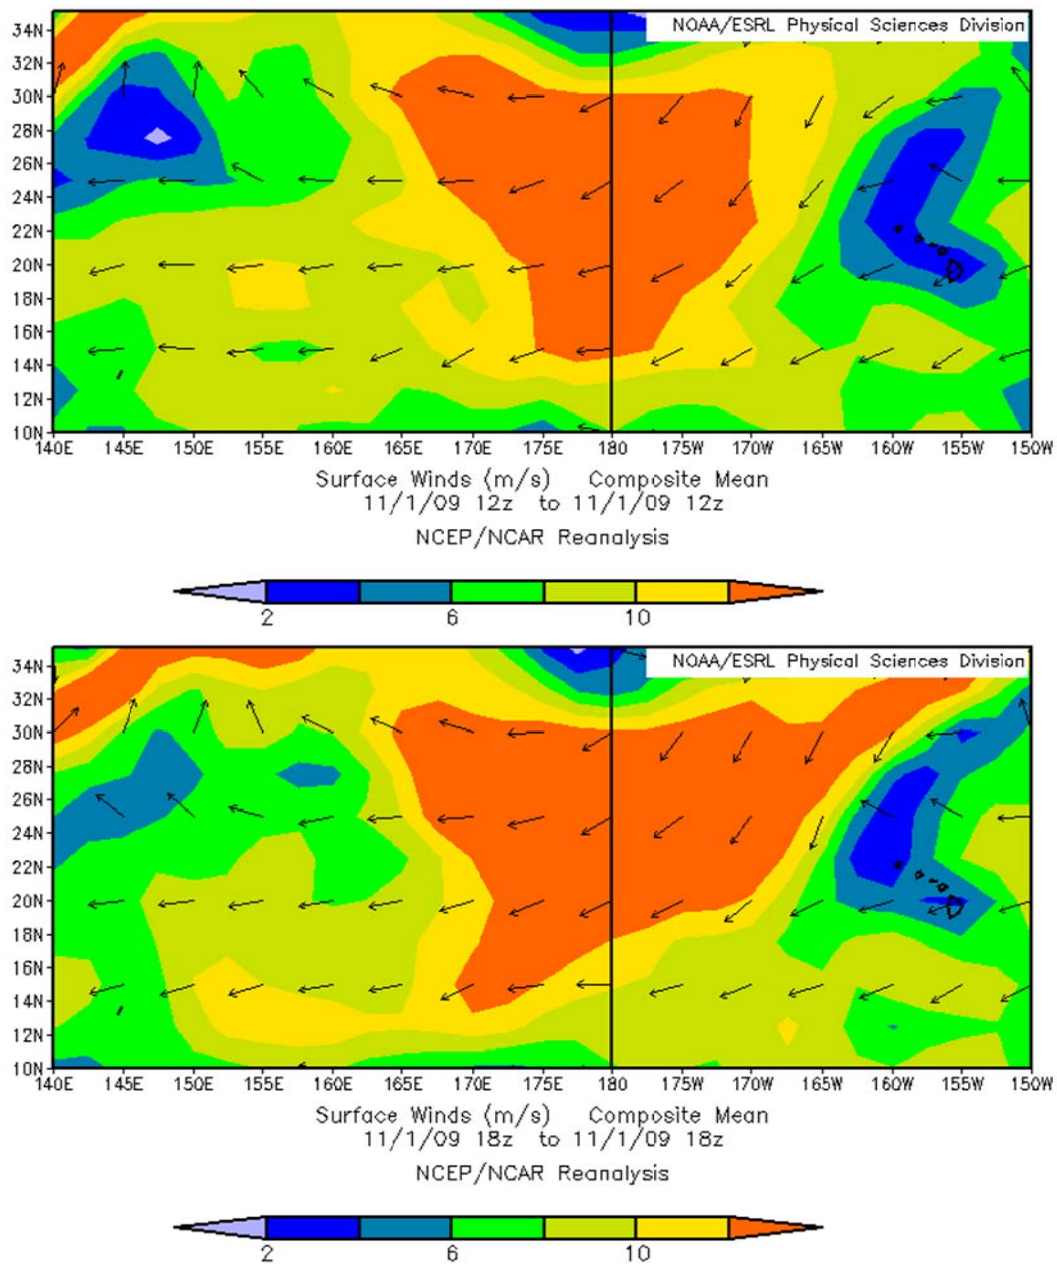 NOAA/ESRL Physical Sciences Division
34N
32N
30N
28N
26N
24N
22N
20N
18N
16N
14N
12N
10N
140E 145E 150E 155E 160E 165E 170E 175E 180 175W 170W 165W 160W 155W 150W
Surface Winds (m/s) Composite Mean
11/1/09 12z to 11/1/09 12z
NCEP/NCAR Reanalysis
2 6 10
NOAA/ESRL Physical Sciences Division
34N
32N
30N
28N
26N
24N
22N
20N
18N
16N
14N
12N
10N
140E 145E 150E 155E 160E 165E 170E 175E 180 175W 170W 165W 160W 155W 150W
Surface Winds (m/s) Composite Mean
11/1/09 18z to 11/1/09 18z
NCEP/NCAR Reanalysis
2 6 10